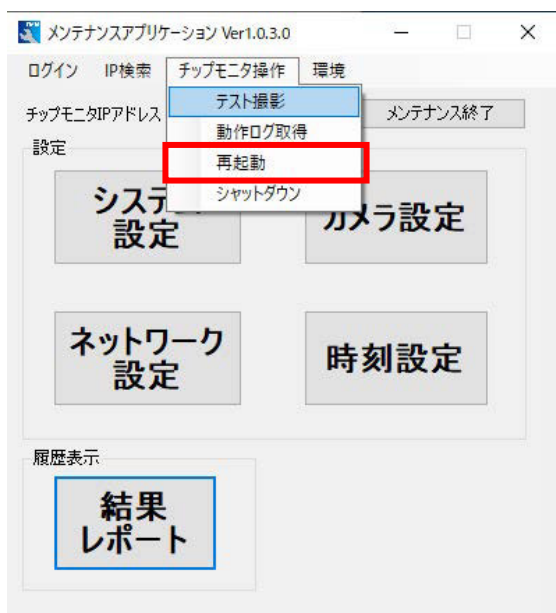 メンテナンスアプリケーション Ver1.0.3.0
ログイン IP検索 チップモニタ操作 環境
チップモニタIPアドレス
メンテナンス終了
テスト撮影
動作ログ取得
再起動
シャットダウン
設定
システ
設定
カメラ設定
ネットワーク
設定
時刻設定
履歴表示
結果
レポート